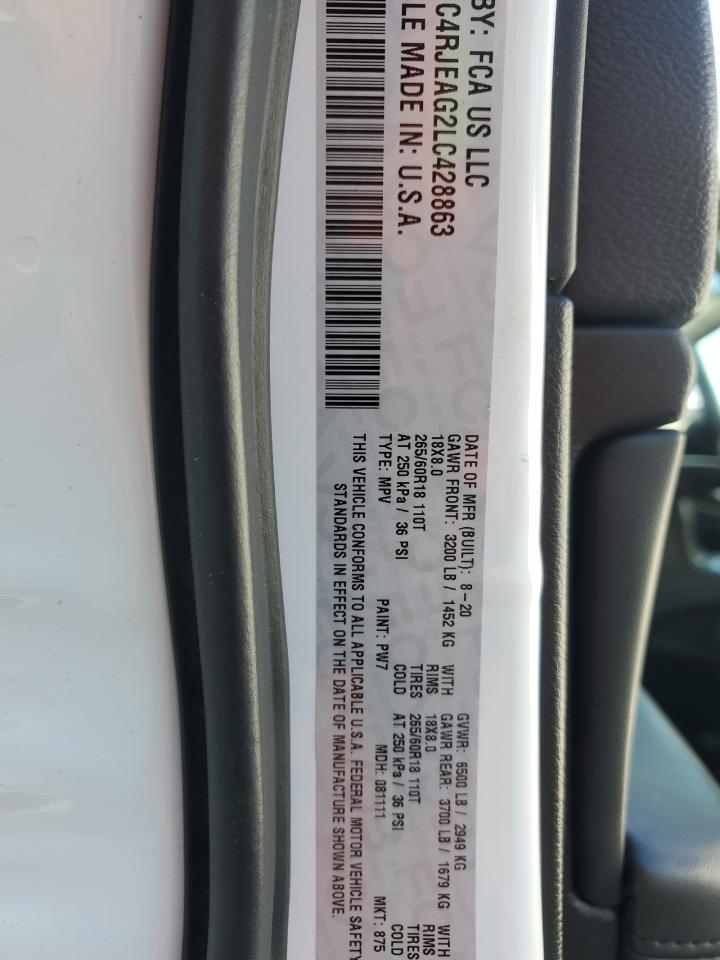 BY: FCA US LLC
C4RJEAG2LC428863
LE MADE IN: U.S.A.
DATE OF MFR (BUILT): 8-20 GVWR: 6500 LB / 2949 KG
GAWR FRONT: 3200 LB / 1452 KG WITH GAWR REAR: 3700 LB / 1679 KG WITH
18X8.0 RIMS 18X8.0 RIMS
265/60R18 110T TIRES 265/60R18 110T TIRES
AT 250 kPa / 36 PSI COLD AT 250 kPa / 36 PSI COLD
TYPE: MPV PAINT: PW7 MDH: 081111 MKT: 875
THIS VEHICLE CONFORMS TO ALL APPLICABLE U.S.A. FEDERAL MOTOR VEHICLE SAFETY
STANDARDS IN EFFECT ON THE DATE OF MANUFACTURE SHOWN ABOVE.